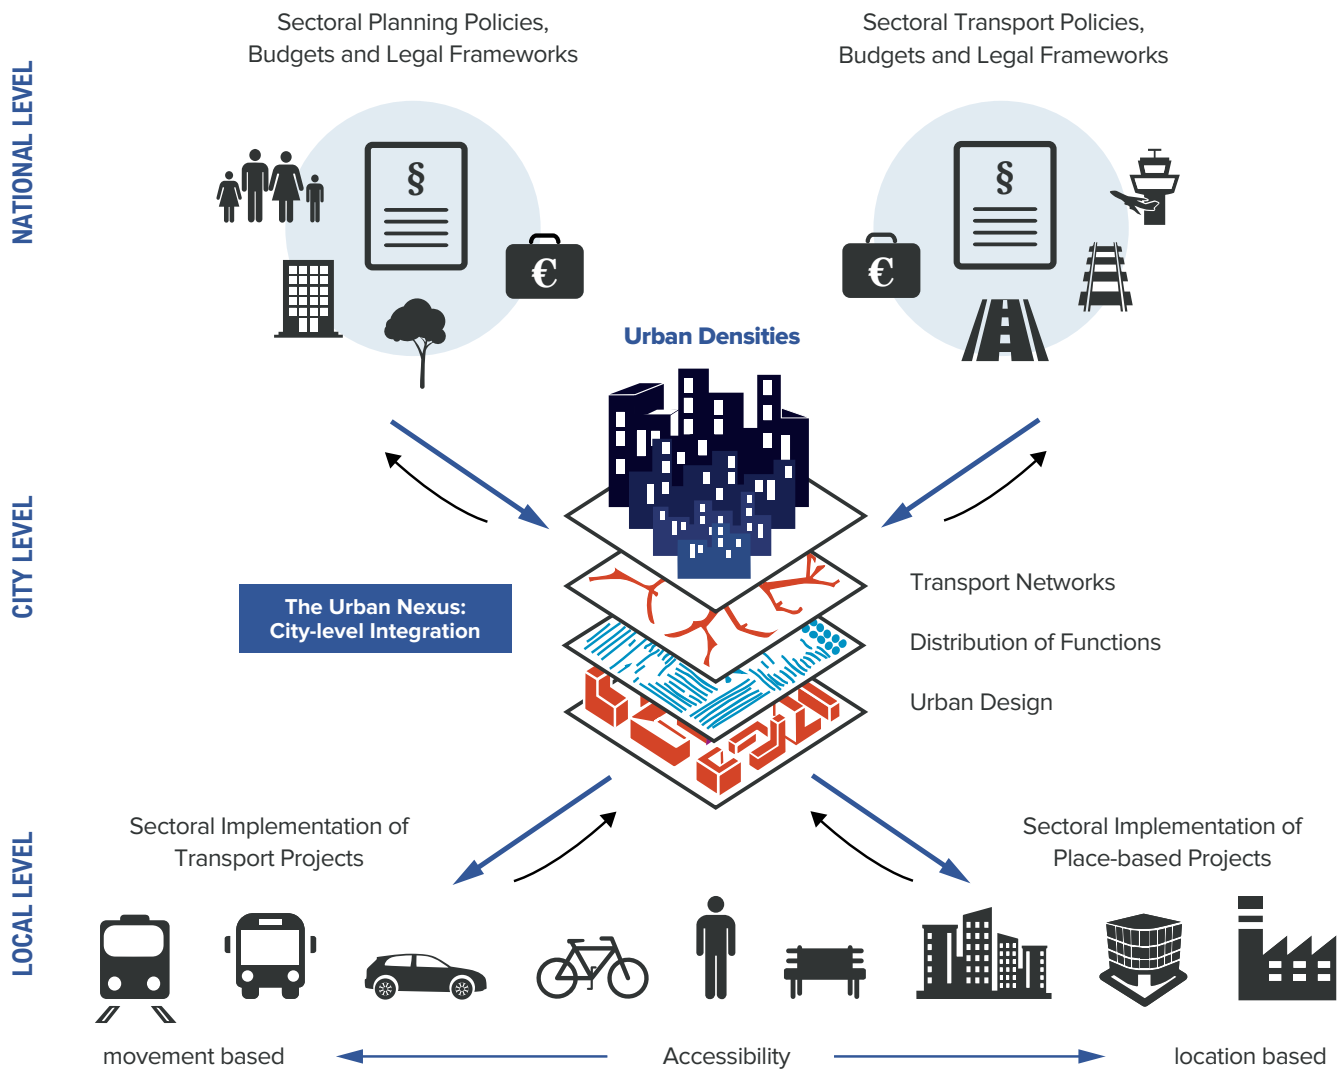 Sectoral Planning Policies,
Budgets and Legal Frameworks
Sectoral Transport Policies,
Budgets and Legal Frameworks
NATIONAL LEVEL
§
€
§
€
Urban Densities
CITY LEVEL
The Urban Nexus:
City-level Integration
Transport Networks
Distribution of Functions
Urban Design
LOCAL LEVEL
Sectoral Implementation of
Transport Projects
Sectoral Implementation of
Place-based Projects
movement based
Accessibility
location based